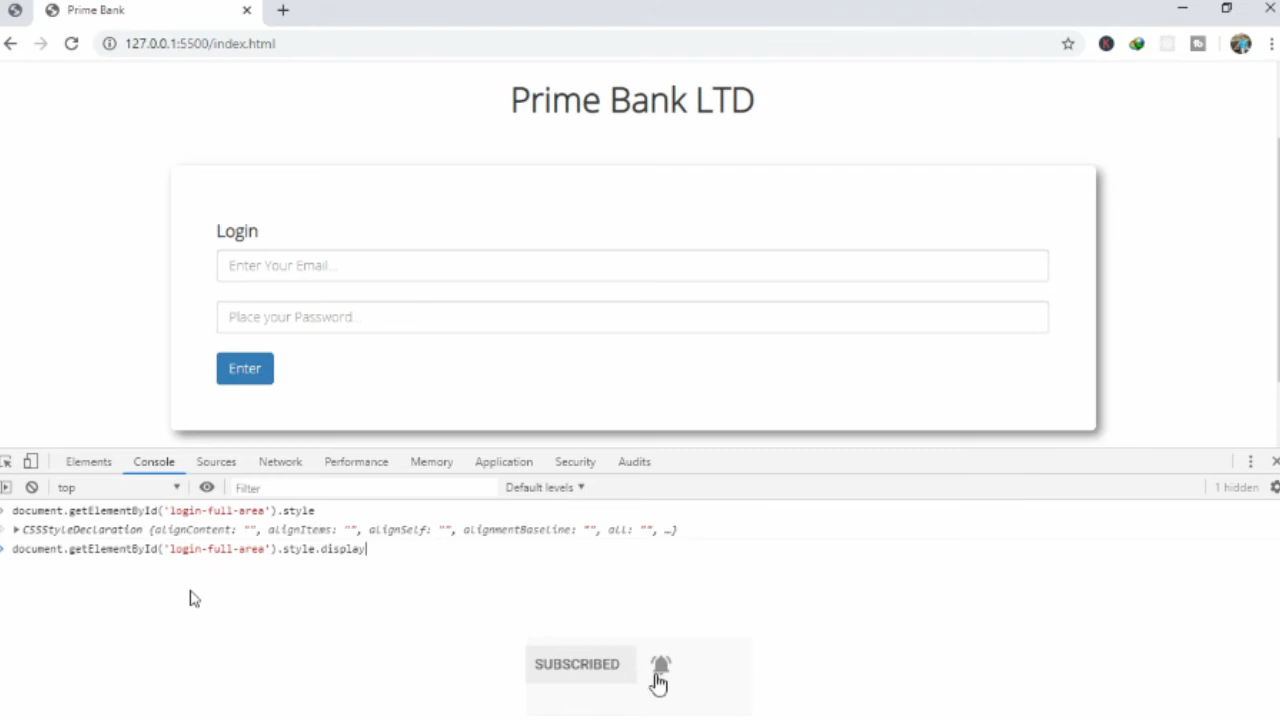 Prime Bank
127.0.0.1:5500/index.html
Prime Bank LTD
Login
Enter Your Email...
Place your Password...
Enter
Elements Console Sources Network Performance Memory Application Security Audits
top Filter Default levels 1 hidden
document.getElementById('login-full-area').style
CSSStyleDeclaration {alignContent: "", alignItems: "", alignSelf: "", alignmentBaseline: "", all: "", …}
document.getElementById('login-full-area').style.display
SUBSCRIBED